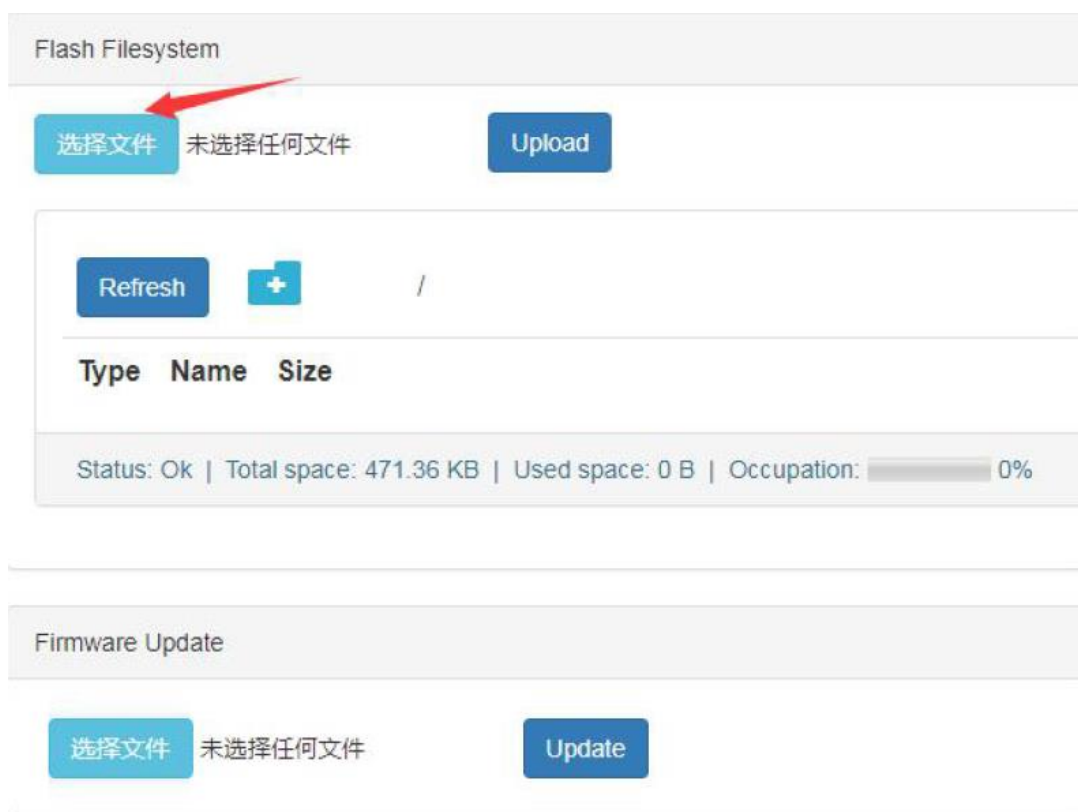 Flash Filesystem
选择文件 未选择任何文件 Upload
Refresh /
Type Name Size
Status: Ok | Total space: 471.36 KB | Used space: 0 B | Occupation: 0%
Firmware Update
选择文件 未选择任何文件 Update